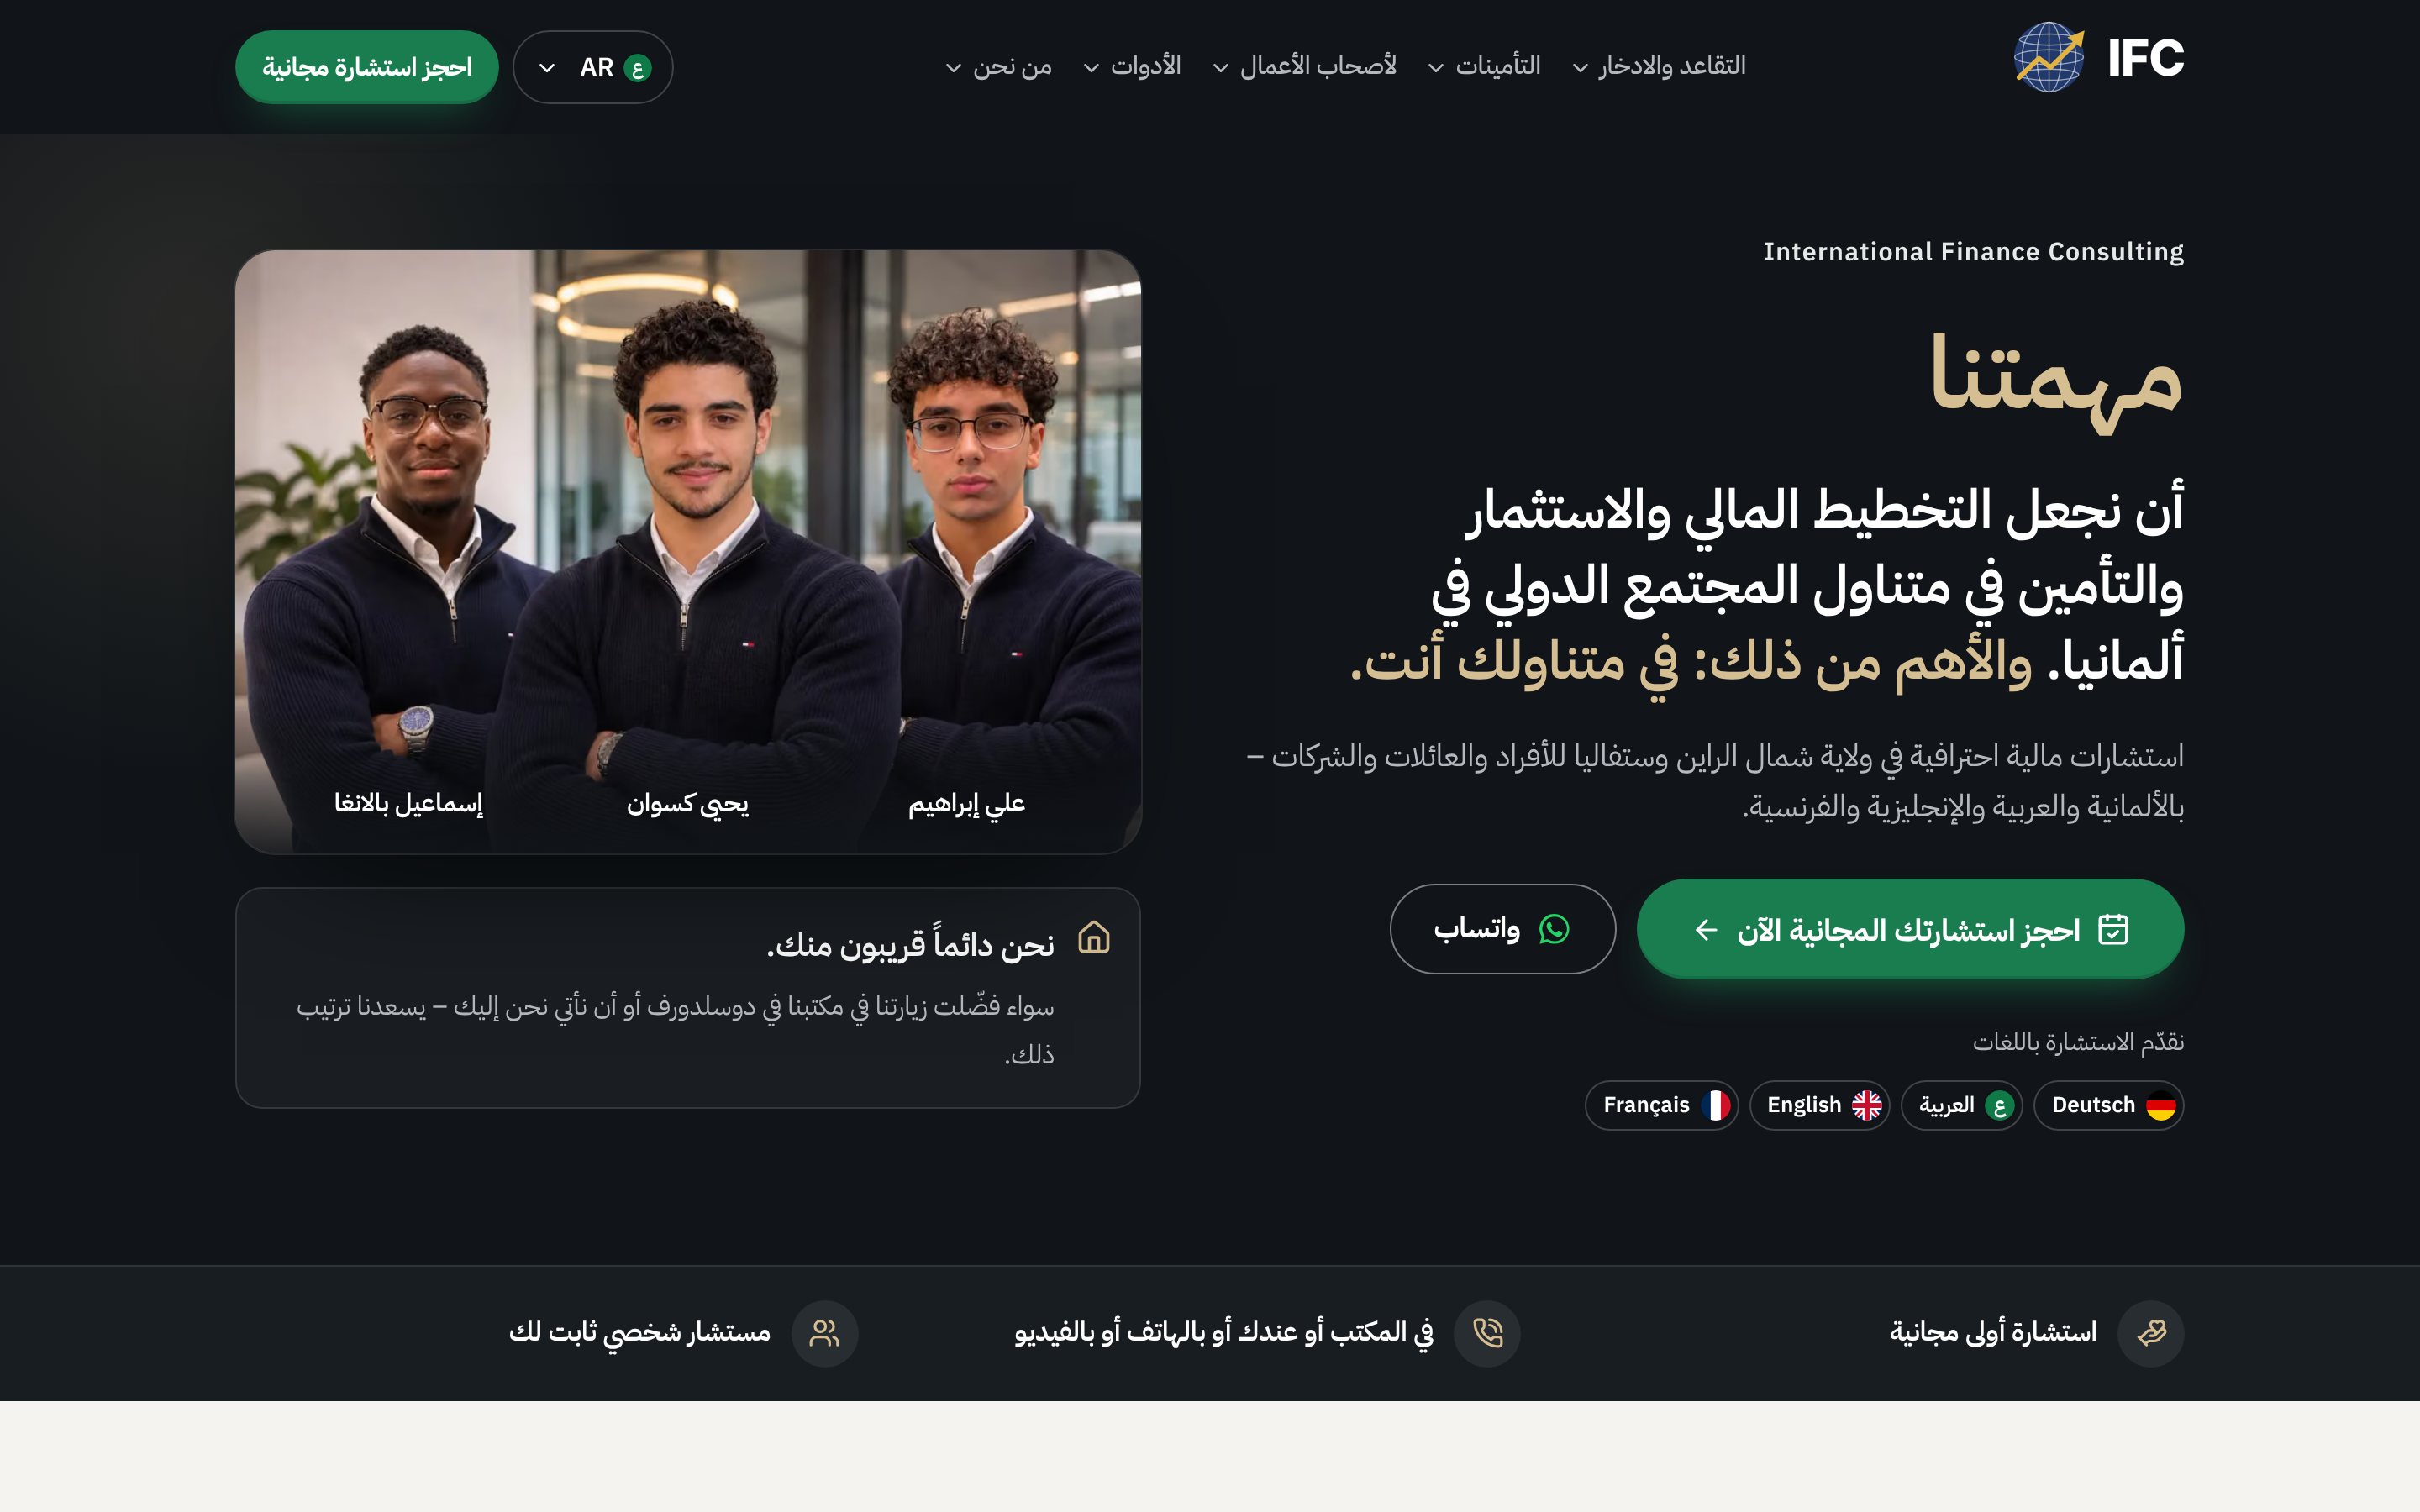 IFC
التقاعد والادخار
التأمينات
لأصحاب الأعمال
الأدوات
من نحن
ع AR
احجز استشارة مجانية
International Finance Consulting
مهمتنا
أن نجعل التخطيط المالي والاستثمار
والتأمين في متناول المجتمع الدولي في
ألمانيا. والأهم من ذلك: في متناولك أنت.
استشارات مالية احترافية في ولاية شمال الراين وستفاليا للأفراد والعائلات والشركات –
بالألمانية والعربية والإنجليزية والفرنسية.
احجز استشارتك المجانية الآن
واتساب
نقدّم الاستشارة باللغات
Deutsch
ع العربية
English
Français
علي إبراهيم
يحيى كسوان
إسماعيل بالانغا
نحن دائماً قريبون منك.
سواء فضّلت زيارتنا في مكتبنا في دوسلدورف أو أن نأتي نحن إليك – يسعدنا ترتيب
ذلك.
استشارة أولى مجانية
في المكتب أو عندك أو بالهاتف أو بالفيديو
مستشار شخصي ثابت لك